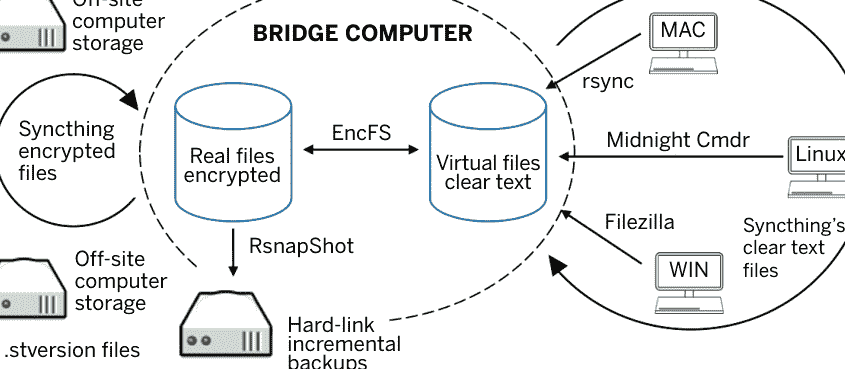 Off-site
computer
storage
BRIDGE COMPUTER
MAC
rsync
Syncthing
encrypted
files
Real files
encrypted
EncFS
Virtual files
clear text
Midnight Cmdr
Linux
Filezilla
Syncthing's
clear text
files
WIN
RsnapShot
Off-site
computer
storage
Hard-link
incremental
backups
.stversion files